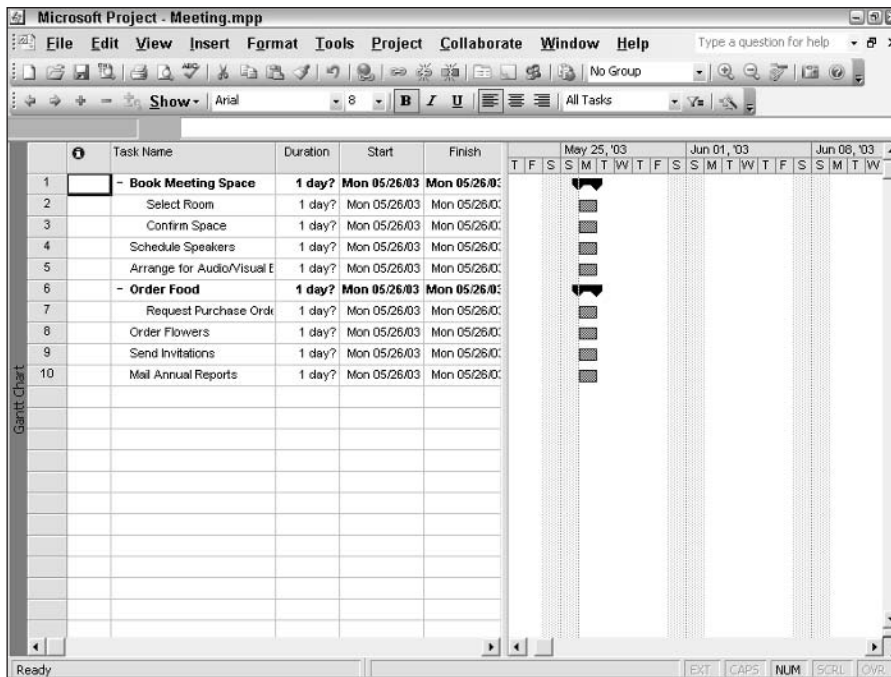 Microsoft Project - Meeting.mpp
File Edit View Insert Format Tools Project Collaborate Window Help Type a question for help
No Group
Show Arial 8 B I U All Tasks
Task Name Duration Start Finish May 25, '03 Jun 01, '03 Jun 08, '03
T F S S M T W T F S S M T W T F S S M T W
1 - Book Meeting Space 1 day? Mon 05/26/03 Mon 05/26/03
2 Select Room 1 day? Mon 05/26/03 Mon 05/26/0
3 Confirm Space 1 day? Mon 05/26/03 Mon 05/26/0
4 Schedule Speakers 1 day? Mon 05/26/03 Mon 05/26/0
5 Arrange for Audio/Visual E 1 day? Mon 05/26/03 Mon 05/26/0
6 - Order Food 1 day? Mon 05/26/03 Mon 05/26/03
7 Request Purchase Orde 1 day? Mon 05/26/03 Mon 05/26/0
8 Order Flowers 1 day? Mon 05/26/03 Mon 05/26/0
9 Send Invitations 1 day? Mon 05/26/03 Mon 05/26/0
10 Mail Annual Reports 1 day? Mon 05/26/03 Mon 05/26/0
Gantt Chart
Ready EXT CAPS NUM SCRL OVR